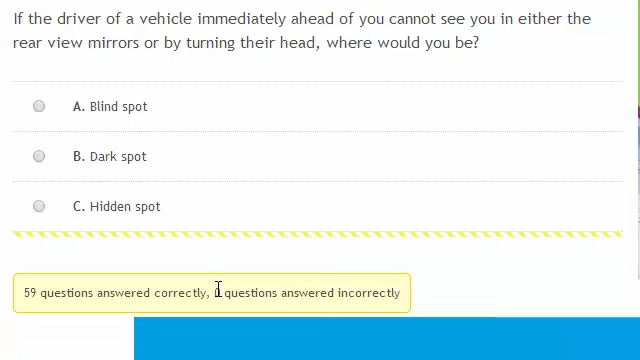 If the driver of a vehicle immediately ahead of you cannot see you in either the
rear view mirrors or by turning their head, where would you be?
A. Blind spot
B. Dark spot
C. Hidden spot
59 questions answered correctly, questions answered incorrectly